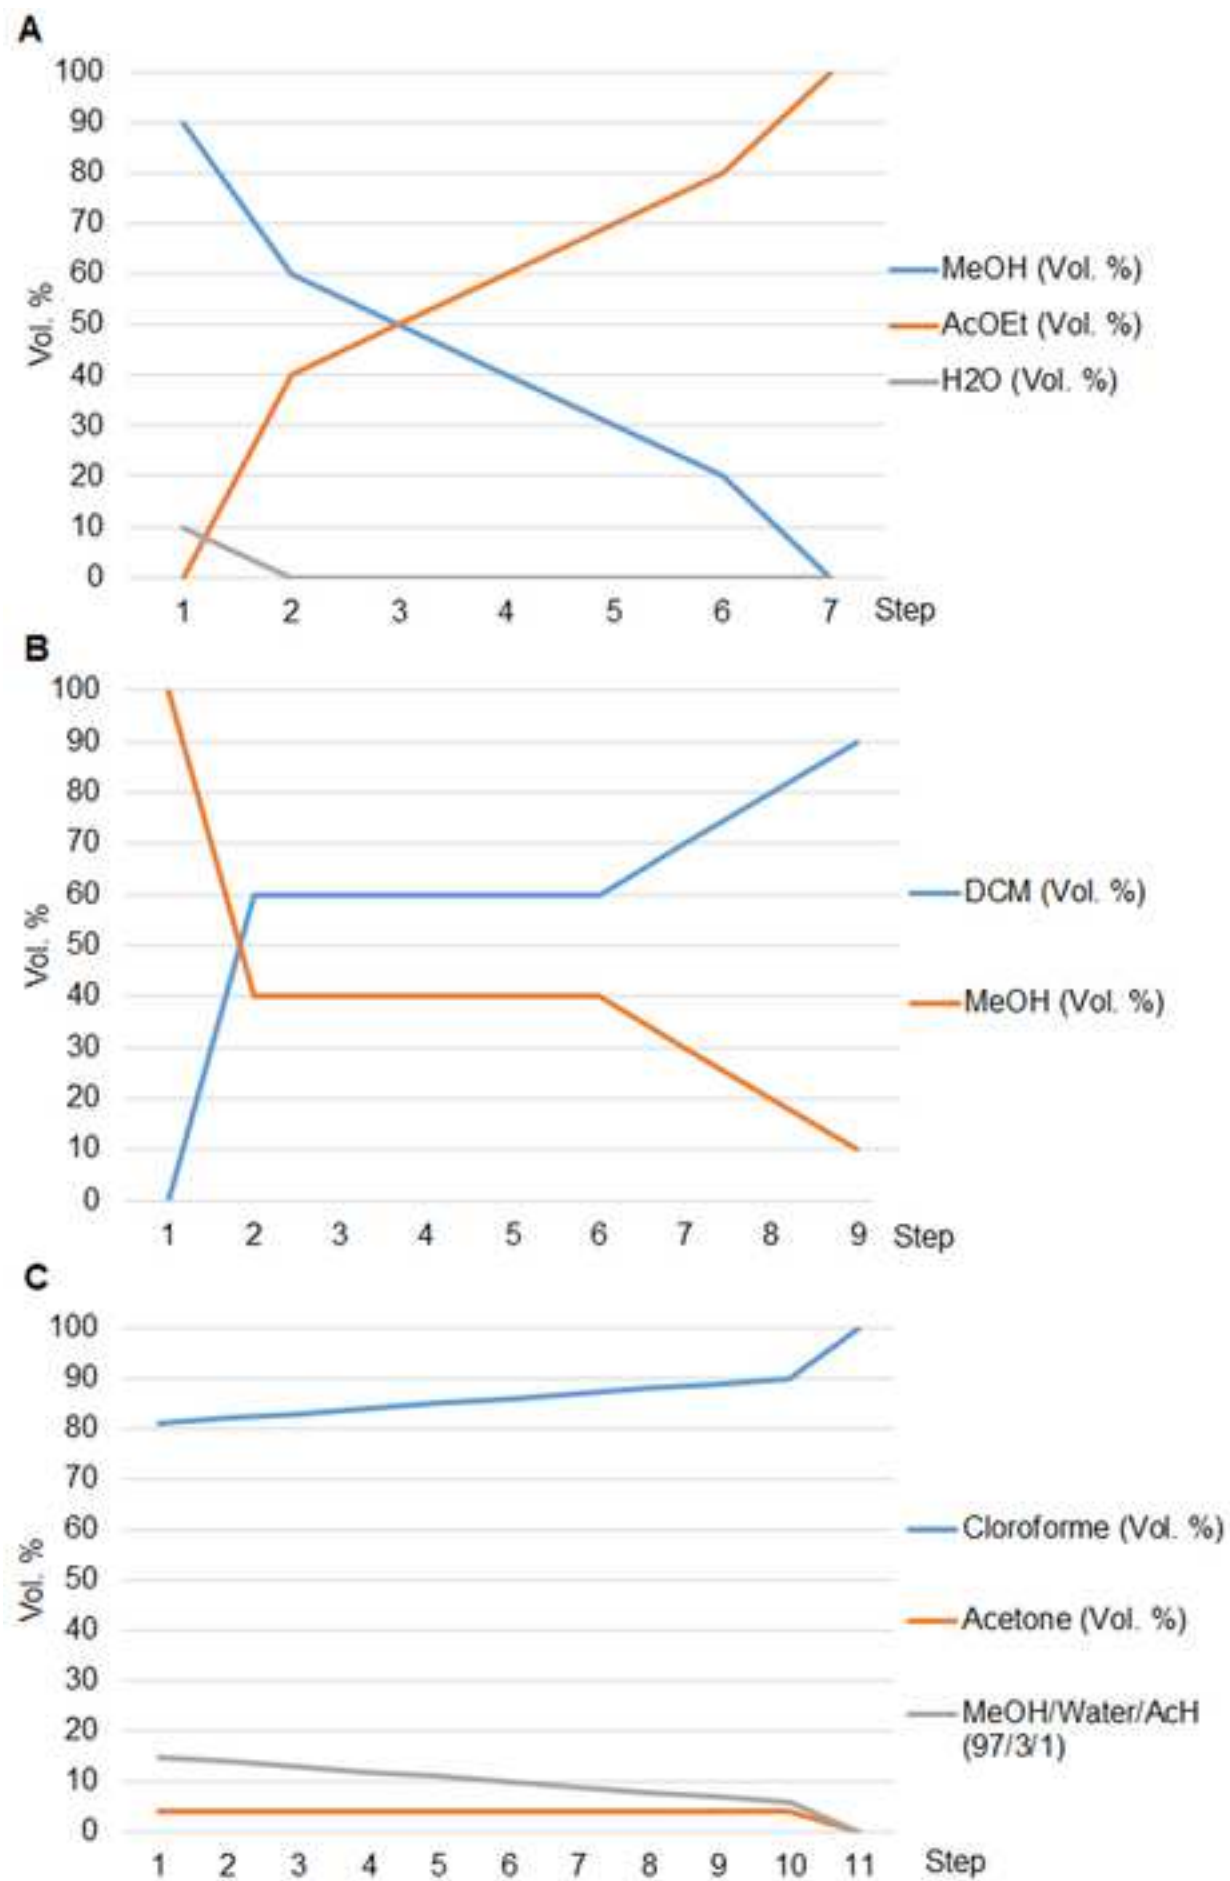 A
100
90
80
70
60
50
40
30
20
10
0
Vol. %
1 2 3 4 5 6 7 Step
MeOH (Vol. %)
AcOEt (Vol. %)
H2O (Vol. %)
B
100
90
80
70
60
50
40
30
20
10
0
Vol. %
1 2 3 4 5 6 7 8 9 Step
DCM (Vol. %)
MeOH (Vol. %)
C
100
90
80
70
60
50
40
30
20
10
0
Vol. %
1 2 3 4 5 6 7 8 9 10 11 Step
Cloroforme (Vol. %)
Acetone (Vol. %)
MeOH/Water/AcH
(97/3/1)